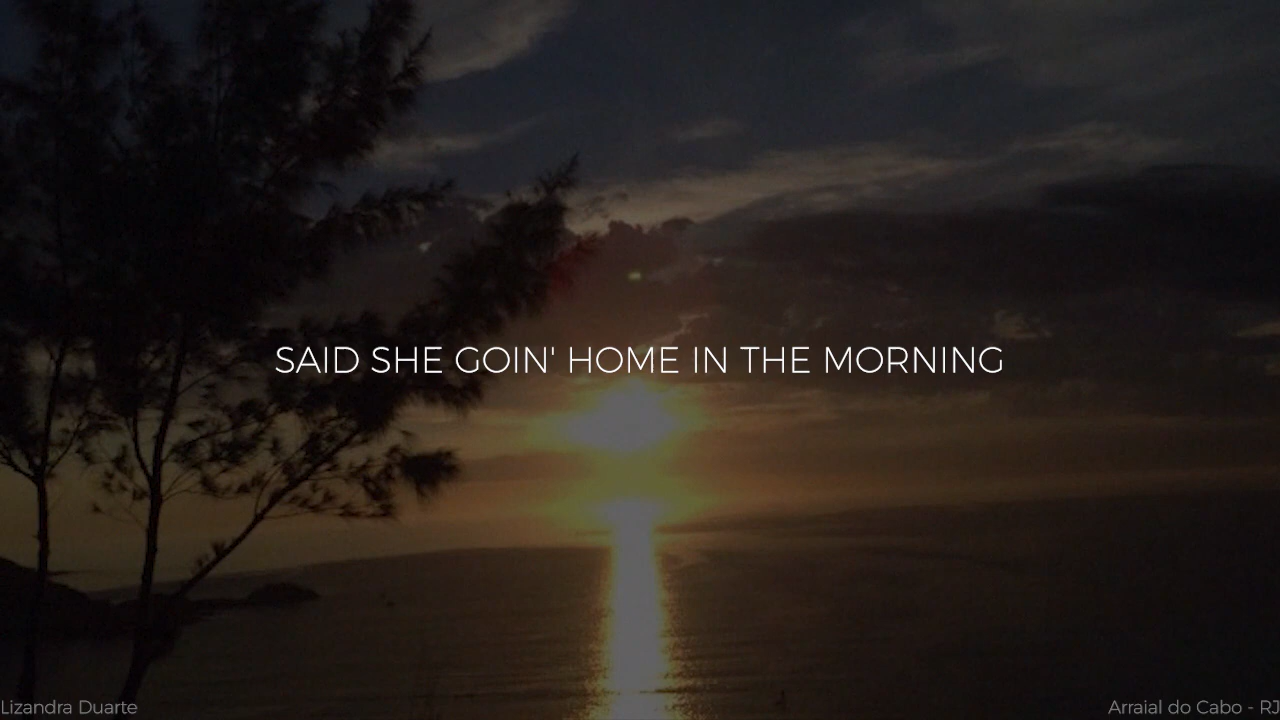 SAID SHE GOIN' HOME IN THE MORNING
Lizandra Duarte
Arraial do Cabo - RJ